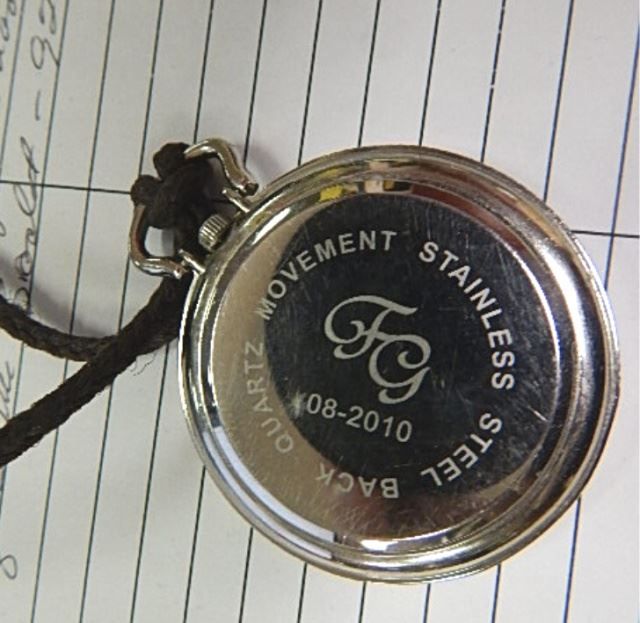 QUARTZ MOVEMENT STAINLESS STEEL BACK
FG
08-2010